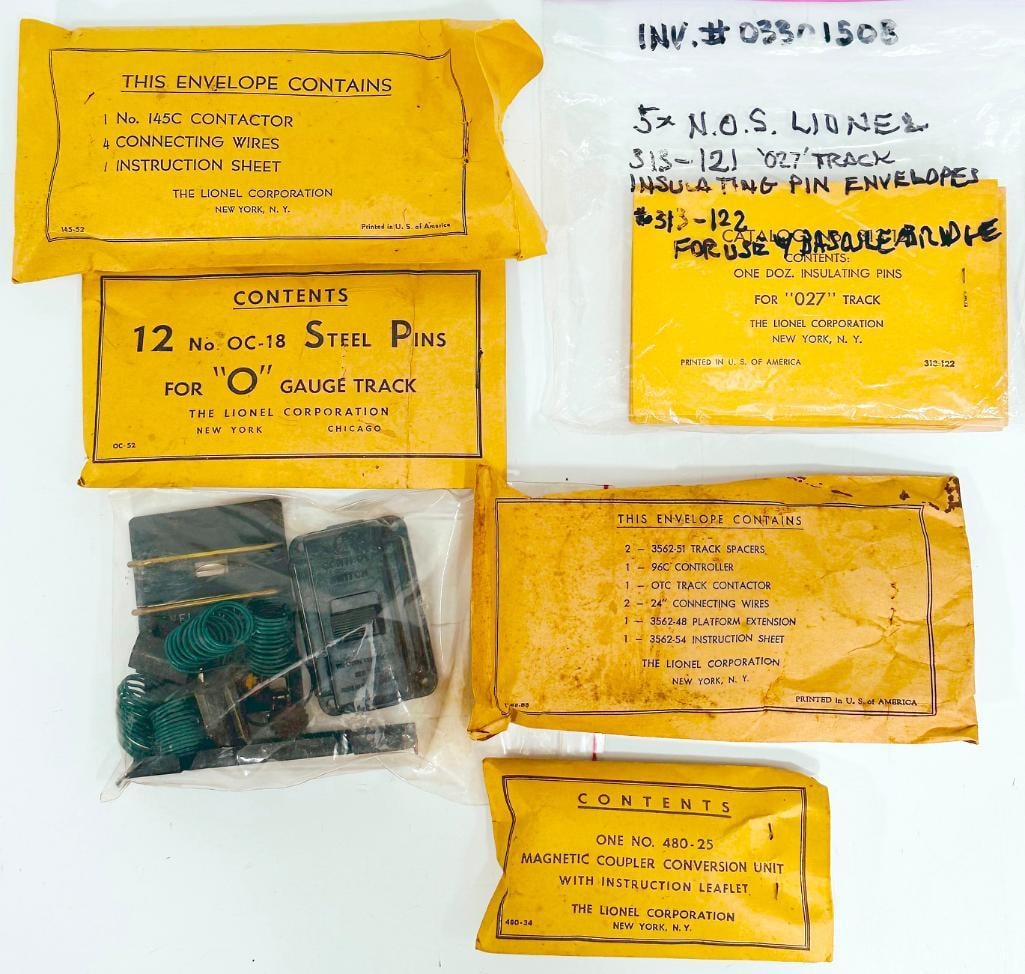 THIS ENVELOPE CONTAINS
1 No. 145C CONTACTOR
4 CONNECTING WIRES
1 INSTRUCTION SHEET
THE LIONEL CORPORATION
NEW YORK, N. Y.
145-52 Printed in U. S. of America
INV. # 03301508
5x N.O.S. LIONEL
313-121 '027' TRACK
INSULATING PIN ENVELOPES
#313-122
FOR USE BASCULE BRIDGE
CONTENTS:
ONE DOZ. INSULATING PINS
FOR "027" TRACK
THE LIONEL CORPORATION
NEW YORK, N. Y.
PRINTED IN U. S. OF AMERICA 313-122
CONTENTS
12 No. OC-18 STEEL PINS
FOR "O" GAUGE TRACK
THE LIONEL CORPORATION
NEW YORK CHICAGO
OC-52
SWITCH
THIS ENVELOPE CONTAINS
2 - 3562-51 TRACK SPACERS
1 - 96C CONTROLLER
1 - OTC TRACK CONTACTOR
2 - 24" CONNECTING WIRES
1 - 3562-48 PLATFORM EXTENSION
1 - 3562-54 INSTRUCTION SHEET
THE LIONEL CORPORATION
NEW YORK, N. Y.
PRINTED in U. S. of AMERICA
CONTENTS
ONE NO. 480-25
MAGNETIC COUPLER CONVERSION UNIT
WITH INSTRUCTION LEAFLET
THE LIONEL CORPORATION
NEW YORK, N. Y.
480-34